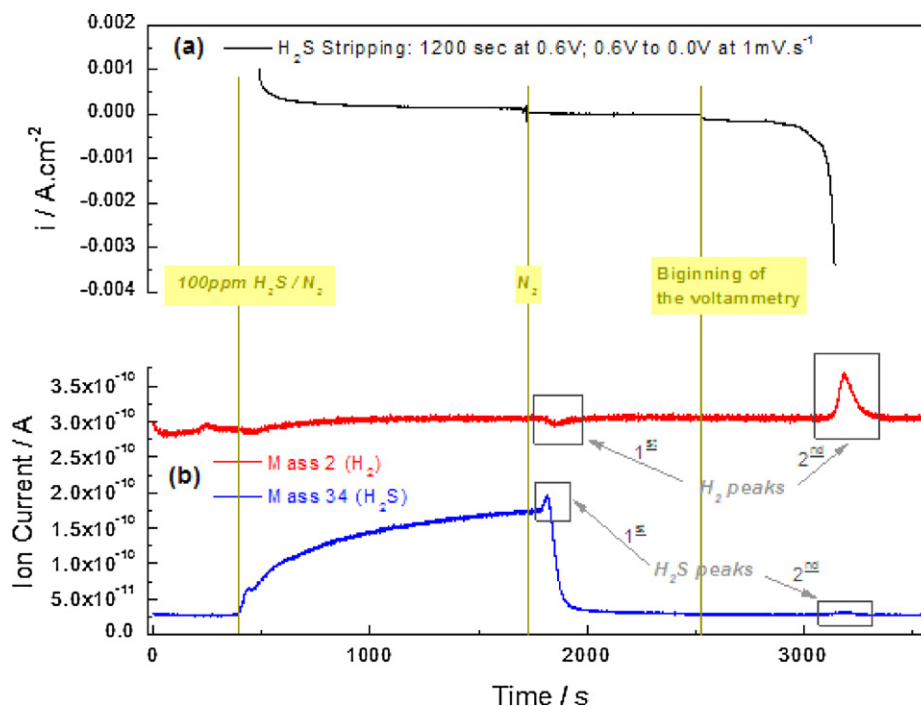 0.002
(a)
H₂S Stripping: 1200 sec at 0.6V; 0.6V to 0.0V at 1mV.s⁻¹
0.001
0.000
-0.001
-0.002
-0.003
-0.004
i / A.cm⁻²
100ppm H₂S / N₂
N₂
Biginning of
the voltammetry
3.5x10⁻¹⁰
3.0x10⁻¹⁰
2.5x10⁻¹⁰
2.0x10⁻¹⁰
1.5x10⁻¹⁰
1.0x10⁻¹⁰
5.0x10⁻¹¹
0.0
Ion Current / A
(b)
Mass 2 (H₂)
Mass 34 (H₂S)
1st
2nd
H₂ peaks
1st
H₂S peaks
2nd
0
1000
2000
3000
Time / s